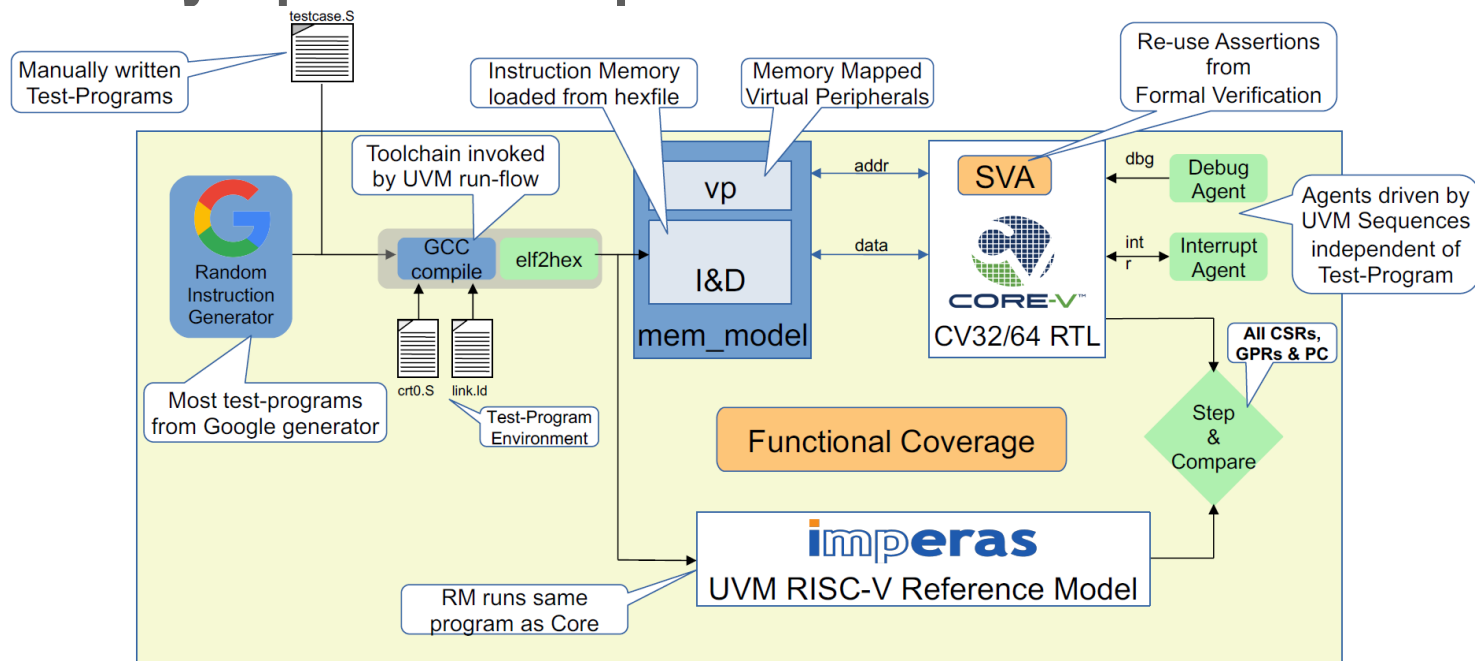 testcase.S
Manually written
Test-Programs
Instruction Memory
loaded from hexfile
Memory Mapped
Virtual Peripherals
Re-use Assertions
from
Formal Verification
Toolchain invoked
by UVM run-flow
Random
Instruction
Generator
GCC
compile
elf2hex
vp
I&D
mem_model
addr
data
SVA
CORE-V™
CV32/64 RTL
dbg
Debug
Agent
int
r
Interrupt
Agent
Agents driven by
UVM Sequences
independent of
Test-Program
All CSRs,
GPRs & PC
crt0.S
link.ld
Most test-programs
from Google generator
Test-Program
Environment
Functional Coverage
Step
&
Compare
imperas
UVM RISC-V Reference Model
RM runs same
program as Core